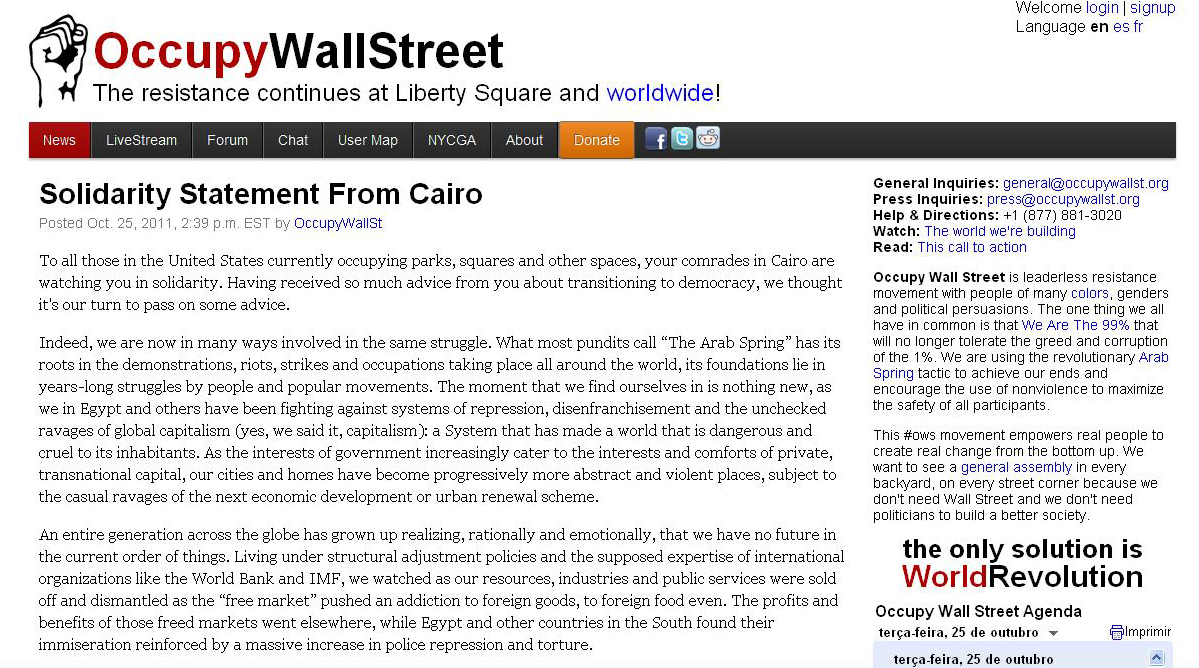 Welcome login | signup
Language en es fr
OccupyWallStreet
The resistance continues at Liberty Square and worldwide!
News LiveStream Forum Chat User Map NYCGA About Donate
Solidarity Statement From Cairo
Posted Oct. 25, 2011, 2:39 p.m. EST by OccupyWallSt
To all those in the United States currently occupying parks, squares and other spaces, your comrades in Cairo are
watching you in solidarity. Having received so much advice from you about transitioning to democracy, we thought
it's our turn to pass on some advice.
Indeed, we are now in many ways involved in the same struggle. What most pundits call “The Arab Spring” has its
roots in the demonstrations, riots, strikes and occupations taking place all around the world, its foundations lie in
years-long struggles by people and popular movements. The moment that we find ourselves in is nothing new, as
we in Egypt and others have been fighting against systems of repression, disenfranchisement and the unchecked
ravages of global capitalism (yes, we said it, capitalism): a System that has made a world that is dangerous and
cruel to its inhabitants. As the interests of government increasingly cater to the interests and comforts of private,
transnational capital, our cities and homes have become progressively more abstract and violent places, subject to
the casual ravages of the next economic development or urban renewal scheme.
An entire generation across the globe has grown up realizing, rationally and emotionally, that we have no future in
the current order of things. Living under structural adjustment policies and the supposed expertise of international
organizations like the World Bank and IMF, we watched as our resources, industries and public services were sold
off and dismantled as the “free market” pushed an addiction to foreign goods, to foreign food even. The profits and
benefits of those freed markets went elsewhere, while Egypt and other countries in the South found their
immiseration reinforced by a massive increase in police repression and torture.
General Inquiries: general@occupywallst.org
Press Inquiries: press@occupywallst.org
Help & Directions: +1 (877) 881-3020
Watch: The world we're building
Read: This call to action
Occupy Wall Street is leaderless resistance
movement with people of many colors, genders
and political persuasions. The one thing we all
have in common is that We Are The 99% that
will no longer tolerate the greed and corruption
of the 1%. We are using the revolutionary Arab
Spring tactic to achieve our ends and
encourage the use of nonviolence to maximize
the safety of all participants.
This #ows movement empowers real people to
create real change from the bottom up. We
want to see a general assembly in every
backyard, on every street corner because we
don't need Wall Street and we don't need
politicians to build a better society.
the only solution is
WorldRevolution
Occupy Wall Street Agenda
terça-feira, 25 de outubro Imprimir
terça-feira, 25 de outubro